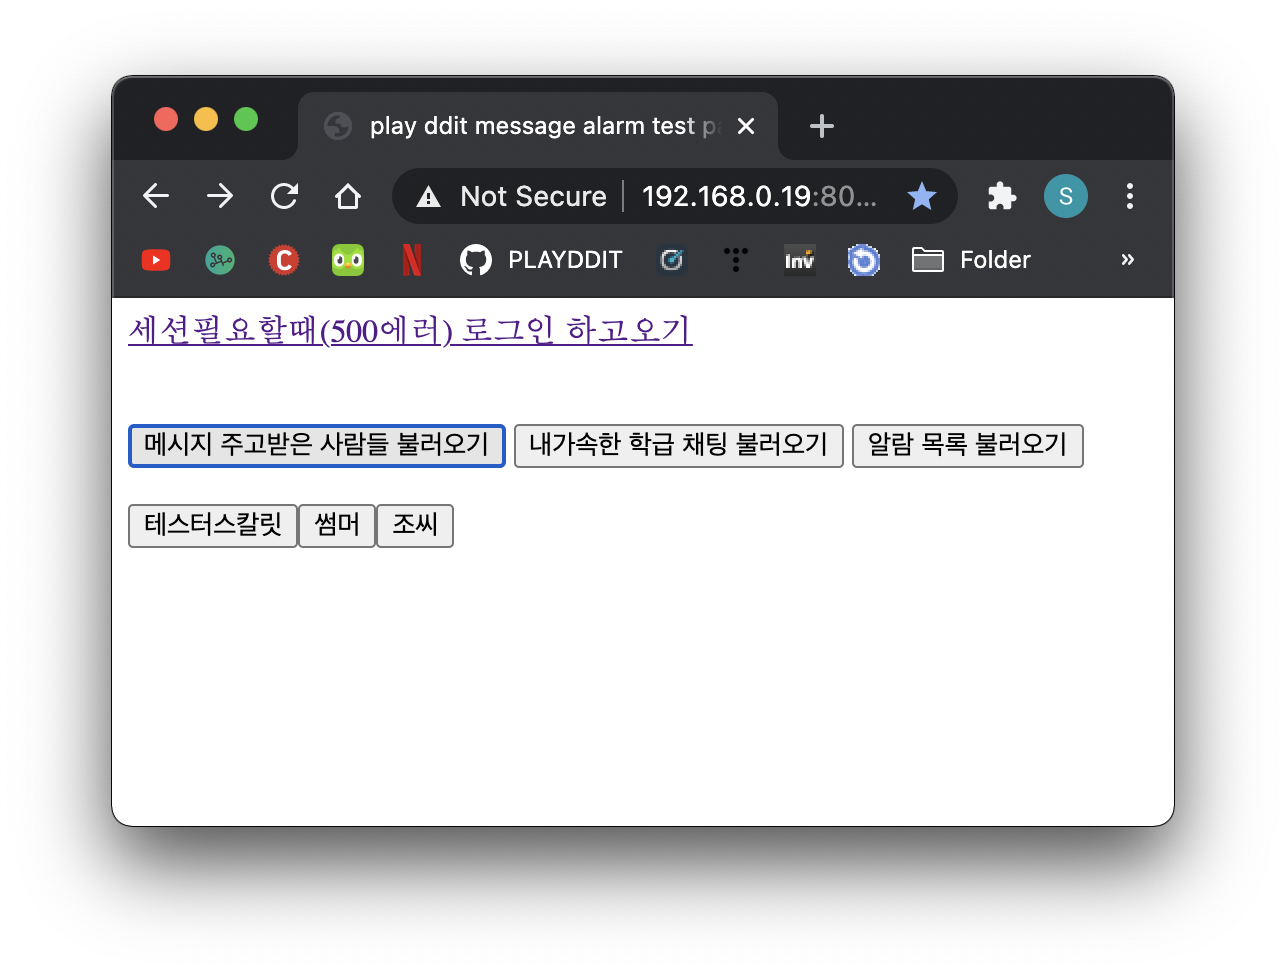 play ddit message alarm test
Not Secure 192.168.0.19:80...
C N PLAYDDIT Inv Folder »
S
세션필요할때(500에러) 로그인 하고오기
메시지 주고받은 사람들 불러오기 내가속한 학급 채팅 불러오기 알람 목록 불러오기
테스터스칼릿 썸머 조씨